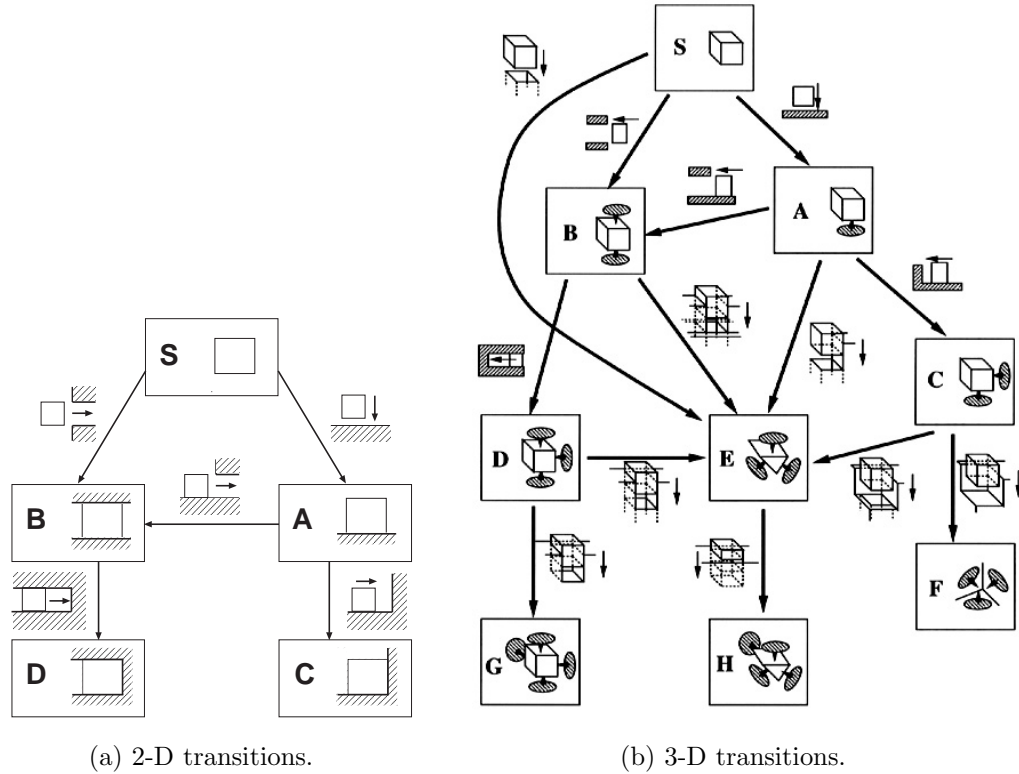 S
B
A
D
C
(a) 2-D transitions.
S
B
A
C
D
E
F
G
H
(b) 3-D transitions.